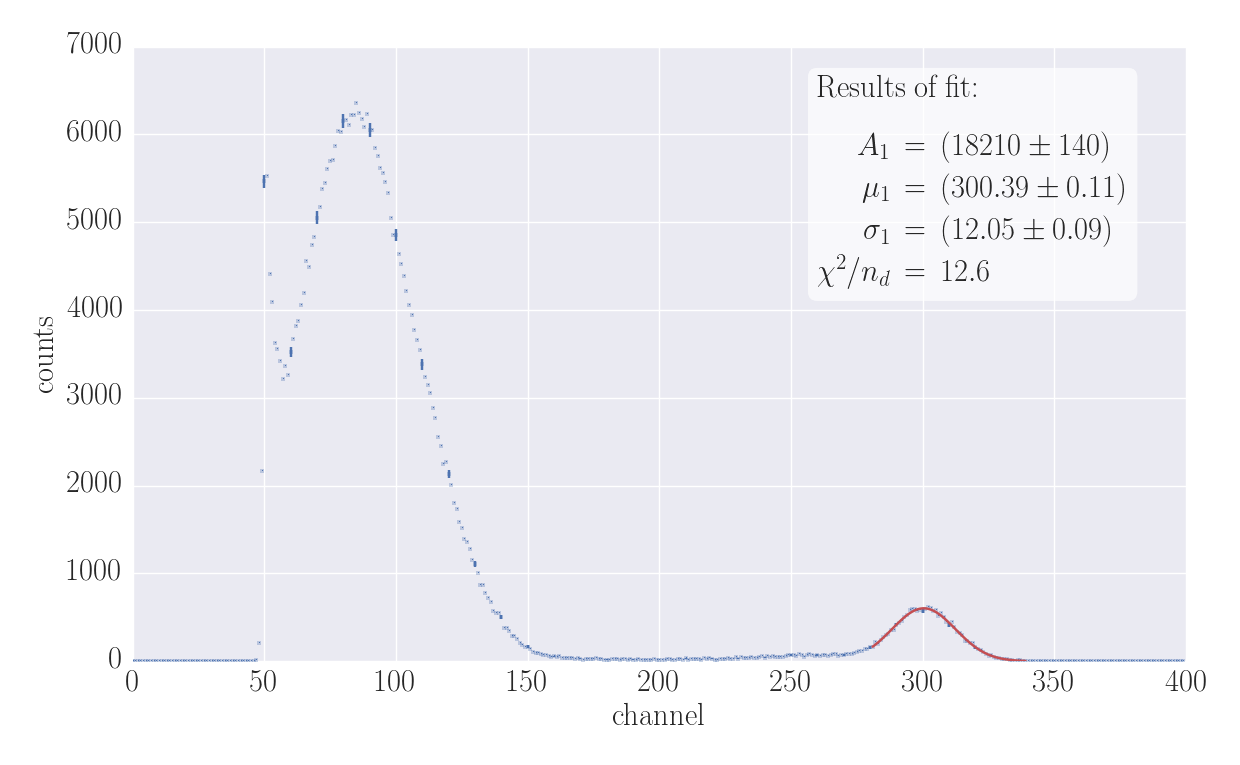 7000
6000
5000
4000
3000
2000
1000
0
counts
Results of fit:
A₁ = (18210 ± 140)
μ₁ = (300.39 ± 0.11)
σ₁ = (12.05 ± 0.09)
χ²/n_d = 12.6
0 50 100 150 200 250 300 350 400
channel